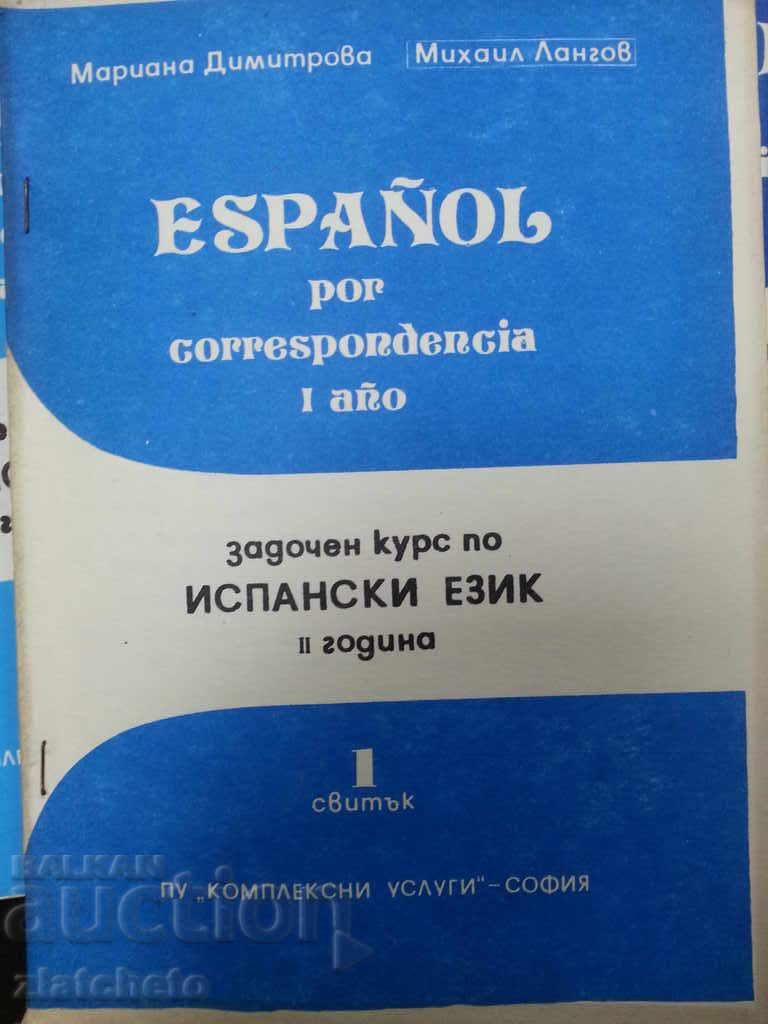 Мариана Димитрова Михаил Лангов
ESPAÑOL
por
correspondencia
I año
задочен курс по
ИСПАНСКИ ЕЗИК
II година
1
свитък
ПУ „КОМПЛЕКСНИ УСЛУГИ“-СОФИЯ
BALKAN
auction
zlatcheto